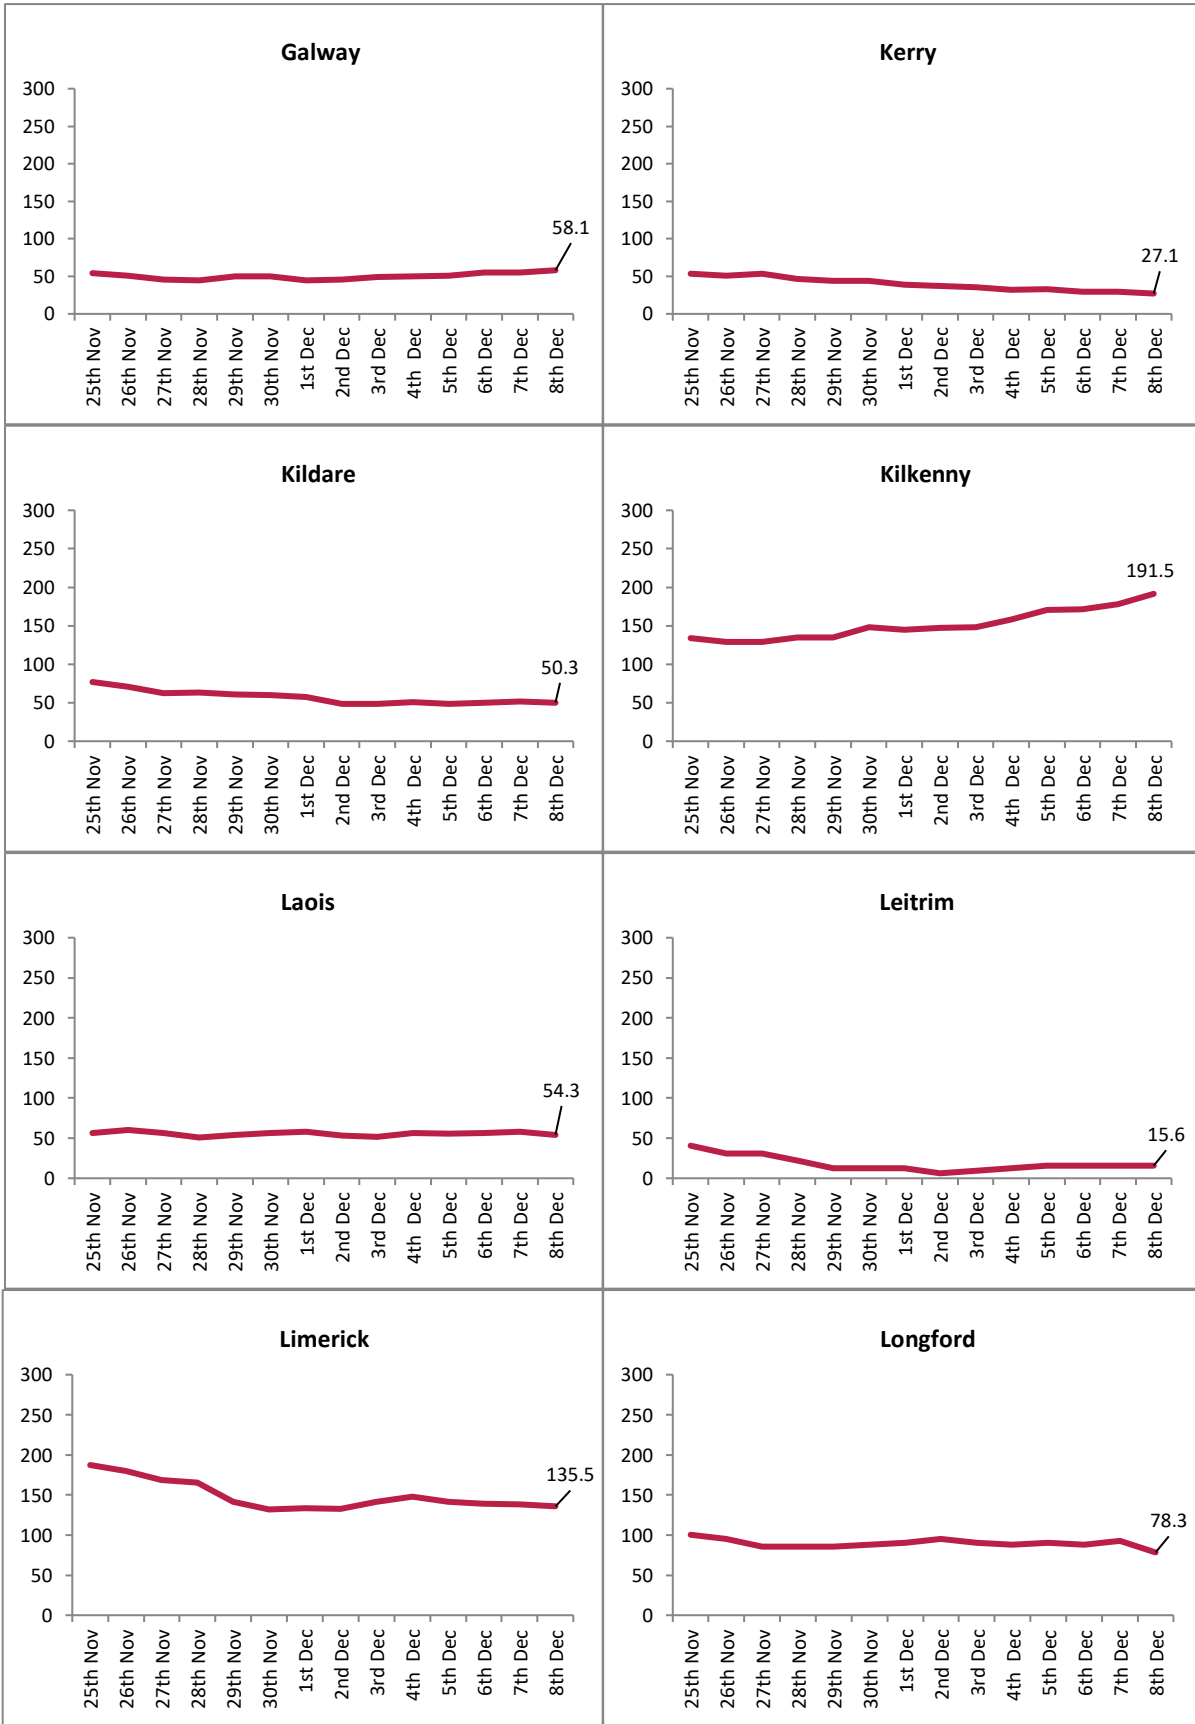 Galway
300
250
200
150
100
50
0
58.1
25th Nov
26th Nov
27th Nov
28th Nov
29th Nov
30th Nov
1st Dec
2nd Dec
3rd Dec
4th Dec
5th Dec
6th Dec
7th Dec
8th Dec
Kerry
300
250
200
150
100
50
0
27.1
25th Nov
26th Nov
27th Nov
28th Nov
29th Nov
30th Nov
1st Dec
2nd Dec
3rd Dec
4th Dec
5th Dec
6th Dec
7th Dec
8th Dec
Kildare
300
250
200
150
100
50
0
50.3
25th Nov
26th Nov
27th Nov
28th Nov
29th Nov
30th Nov
1st Dec
2nd Dec
3rd Dec
4th Dec
5th Dec
6th Dec
7th Dec
8th Dec
Kilkenny
300
250
200
150
100
50
0
191.5
25th Nov
26th Nov
27th Nov
28th Nov
29th Nov
30th Nov
1st Dec
2nd Dec
3rd Dec
4th Dec
5th Dec
6th Dec
7th Dec
8th Dec
Laois
300
250
200
150
100
50
0
54.3
25th Nov
26th Nov
27th Nov
28th Nov
29th Nov
30th Nov
1st Dec
2nd Dec
3rd Dec
4th Dec
5th Dec
6th Dec
7th Dec
8th Dec
Leitrim
300
250
200
150
100
50
0
15.6
25th Nov
26th Nov
27th Nov
28th Nov
29th Nov
30th Nov
1st Dec
2nd Dec
3rd Dec
4th Dec
5th Dec
6th Dec
7th Dec
8th Dec
Limerick
300
250
200
150
100
50
0
135.5
25th Nov
26th Nov
27th Nov
28th Nov
29th Nov
30th Nov
1st Dec
2nd Dec
3rd Dec
4th Dec
5th Dec
6th Dec
7th Dec
8th Dec
Longford
300
250
200
150
100
50
0
78.3
25th Nov
26th Nov
27th Nov
28th Nov
29th Nov
30th Nov
1st Dec
2nd Dec
3rd Dec
4th Dec
5th Dec
6th Dec
7th Dec
8th Dec